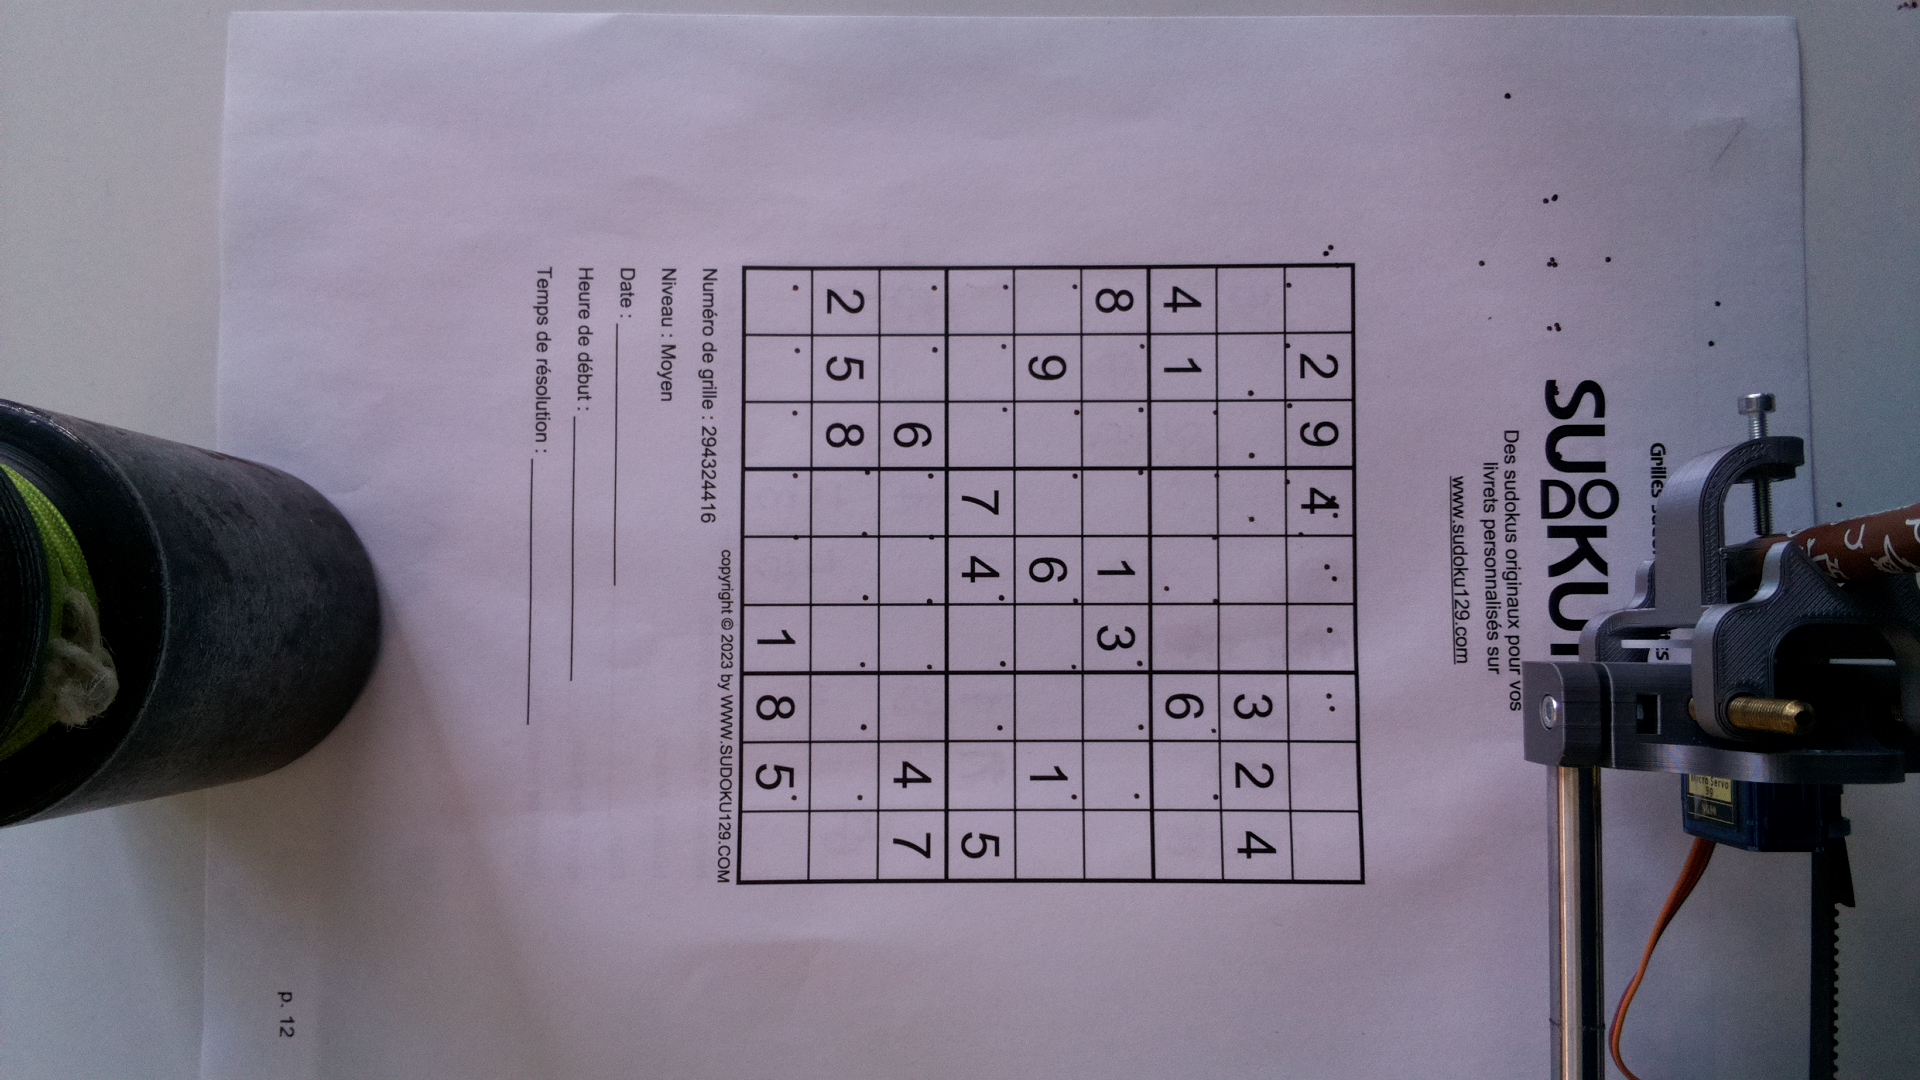 Grilles
SUDOKU
Des sudokus originaux pour vos
livrets personnalisés sur
www.sudoku129.com
2 9 4
3 2 4
4 1 6
8 1 3
9 6 1
7 4 5
6 4 7
2 5 8
1 8 5
Numéro de grille : 294324416
copyright © 2023 by WWW.SUDOKU129.COM
Niveau : Moyen
Date :
Heure de début :
Temps de résolution :
p. 12
Micro Servo
9g